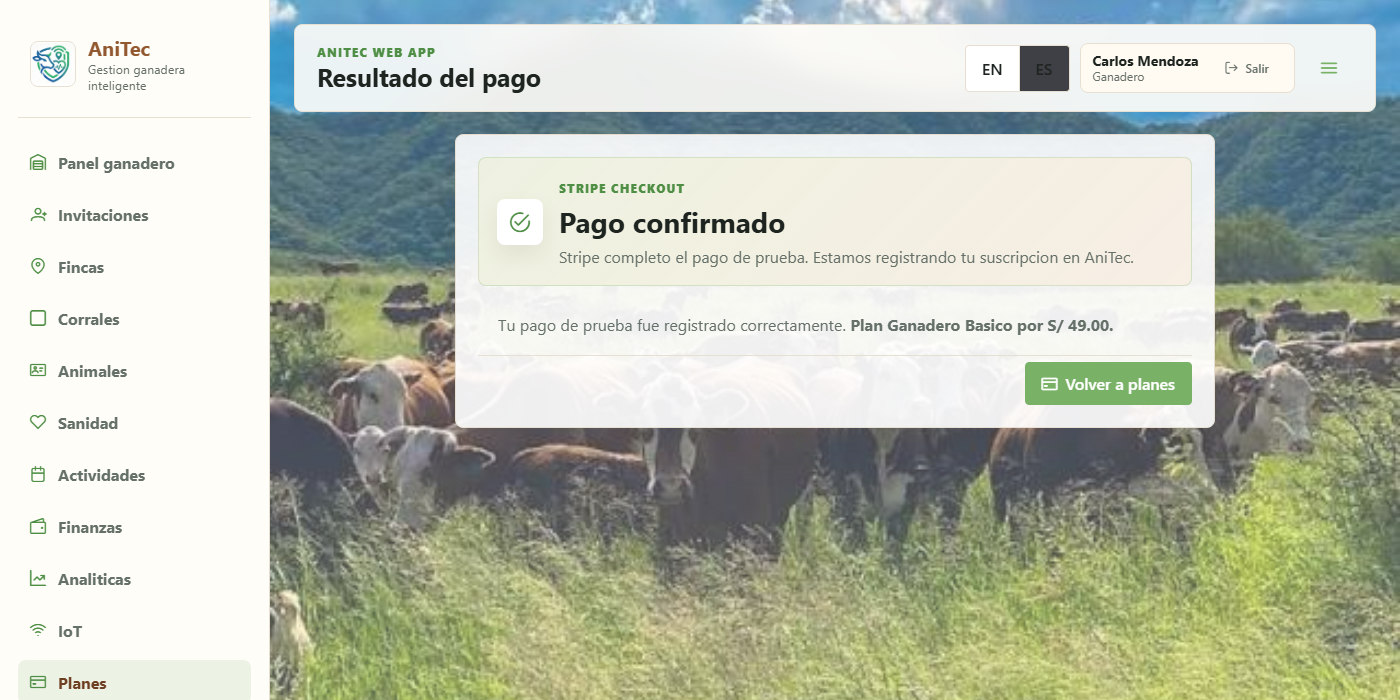 AniTec
Gestion ganadera
inteligente
Panel ganadero
Invitaciones
Fincas
Corrales
Animales
Sanidad
Actividades
Finanzas
Analiticas
IoT
Planes
ANITEC WEB APP
Resultado del pago
EN
ES
Carlos Mendoza
Ganadero
Salir
STRIPE CHECKOUT
Pago confirmado
Stripe completo el pago de prueba. Estamos registrando tu suscripcion en AniTec.
Tu pago de prueba fue registrado correctamente. Plan Ganadero Basico por S/ 49.00.
Volver a planes